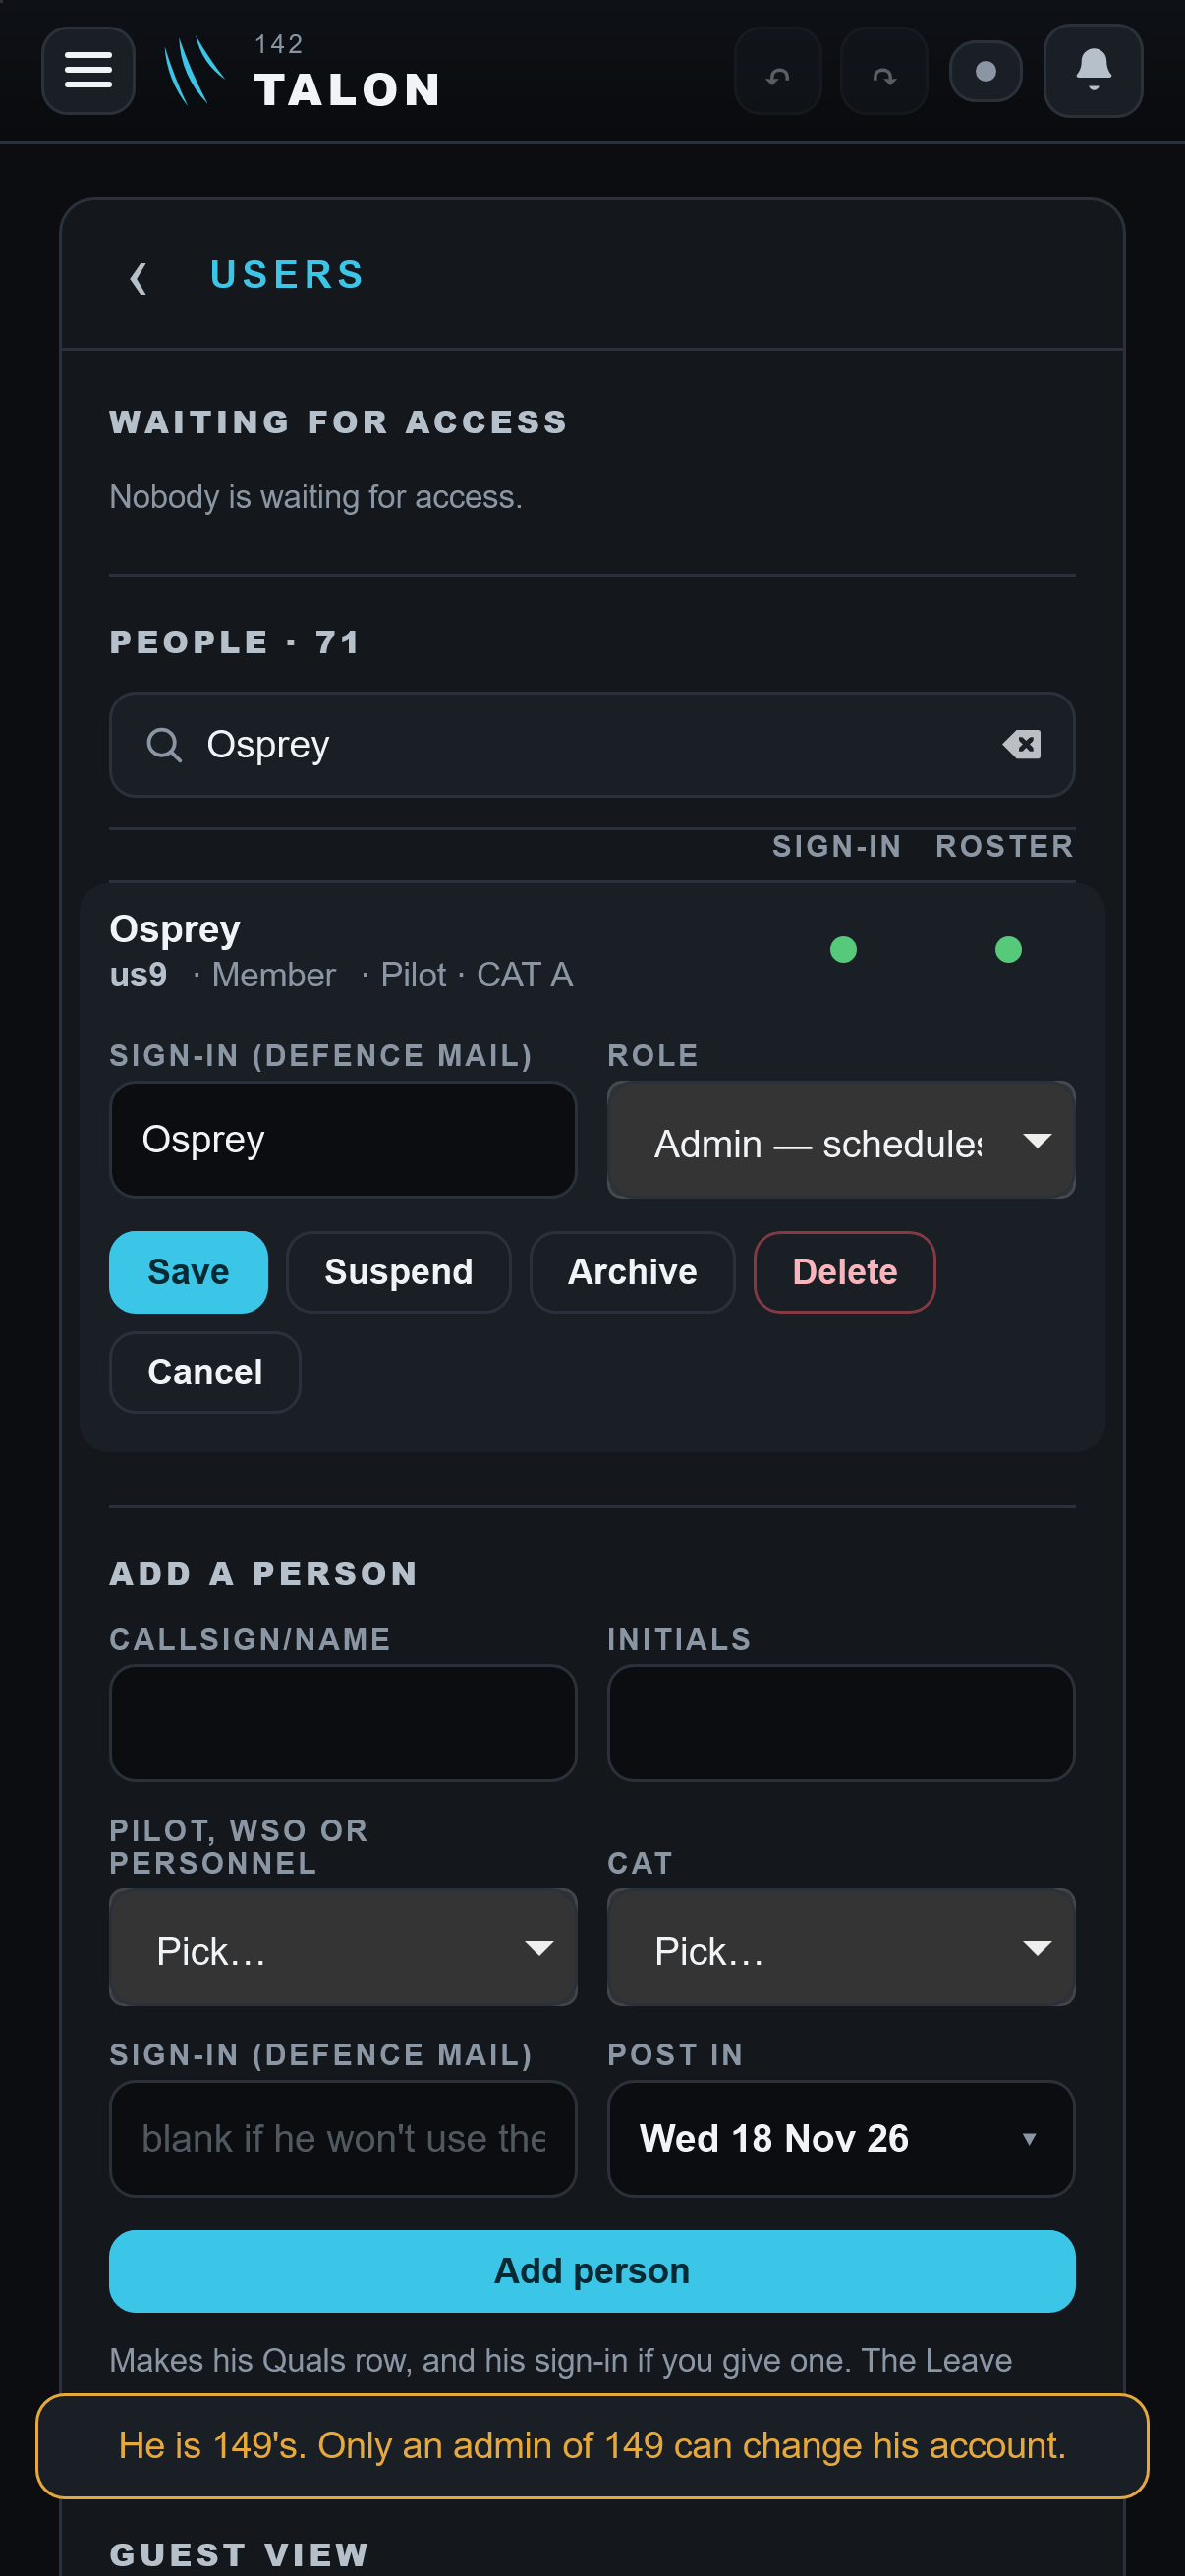 142
TALON
USERS
WAITING FOR ACCESS
Nobody is waiting for access.
PEOPLE · 71
Osprey
SIGN-IN ROSTER
Osprey
us9 · Member · Pilot · CAT A
SIGN-IN (DEFENCE MAIL) ROLE
Osprey Admin — schedules
Save Suspend Archive Delete
Cancel
ADD A PERSON
CALLSIGN/NAME INITIALS
PILOT, WSO OR
PERSONNEL CAT
Pick… Pick…
SIGN-IN (DEFENCE MAIL) POST IN
blank if he won't use the Wed 18 Nov 26
Add person
Makes his Quals row, and his sign-in if you give one. The Leave
He is 149's. Only an admin of 149 can change his account.
GUEST VIEW